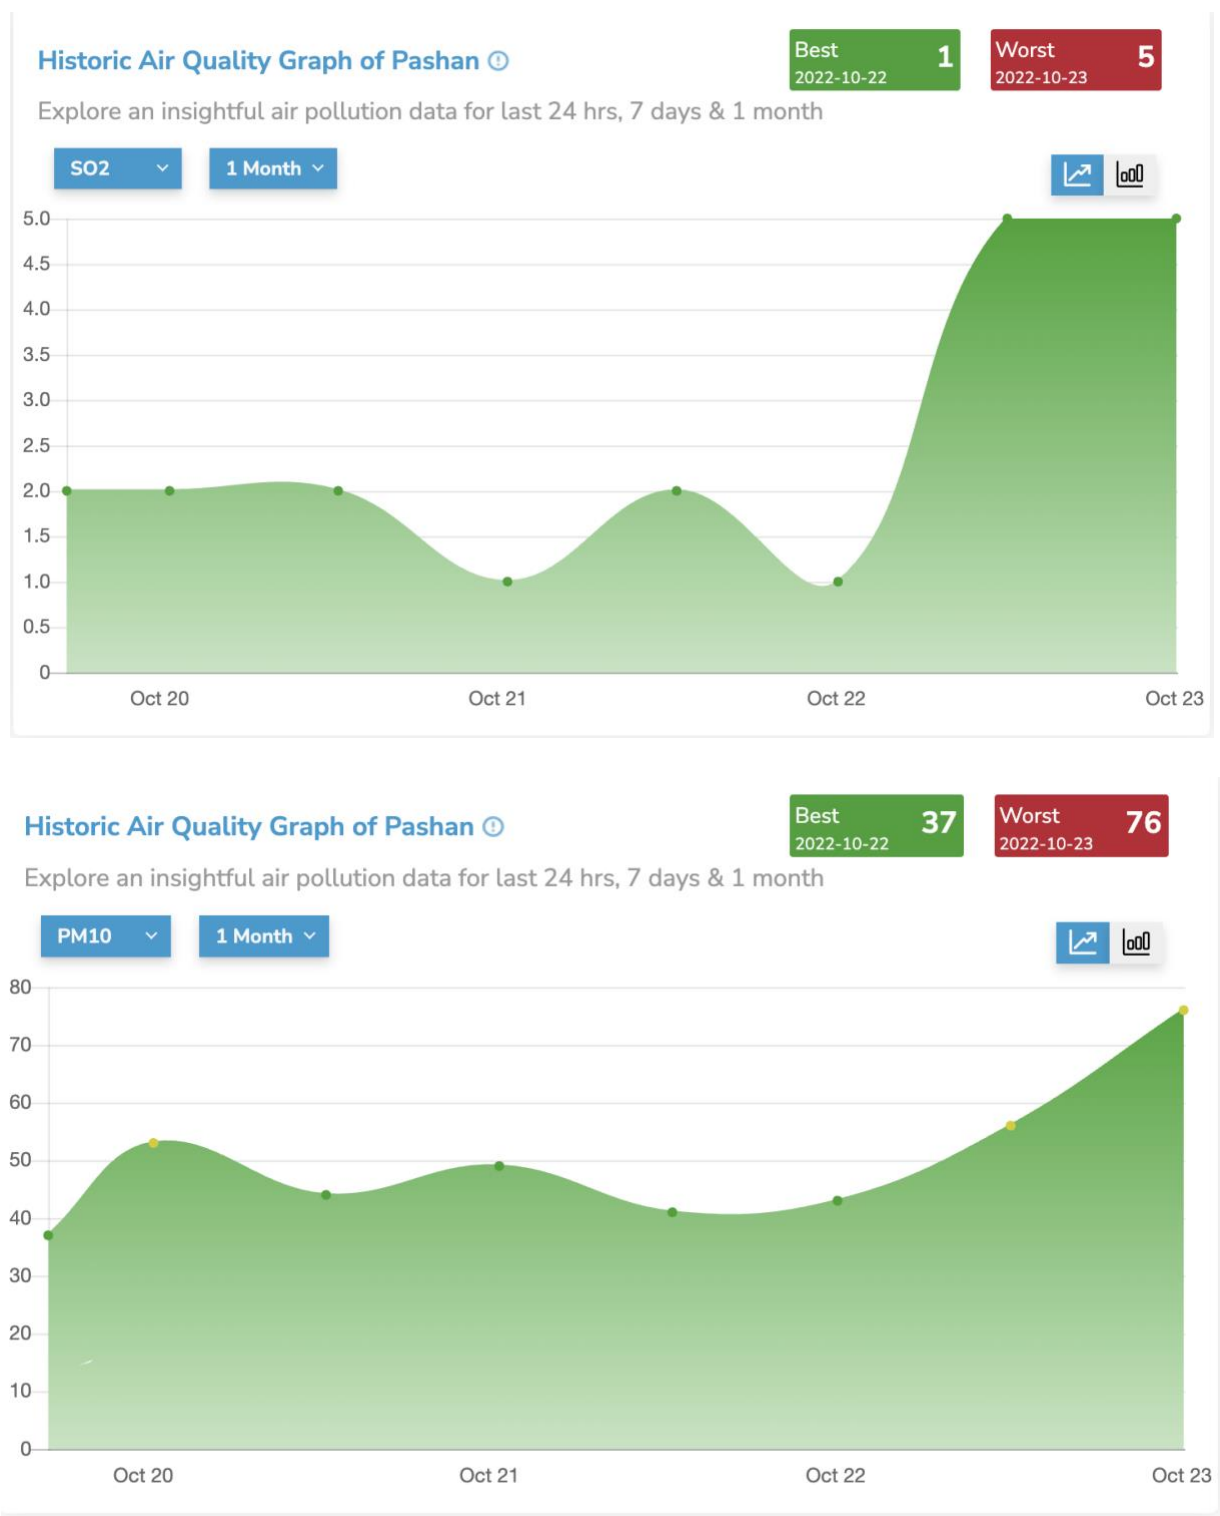 Historic Air Quality Graph of Pashan
Best 1
2022-10-22
Worst 5
2022-10-23
Explore an insightful air pollution data for last 24 hrs, 7 days & 1 month
SO2
1 Month
5.0
4.5
4.0
3.5
3.0
2.5
2.0
1.5
1.0
0.5
0
Oct 20 Oct 21 Oct 22 Oct 23
Historic Air Quality Graph of Pashan
Best 37
2022-10-22
Worst 76
2022-10-23
Explore an insightful air pollution data for last 24 hrs, 7 days & 1 month
PM10
1 Month
80
70
60
50
40
30
20
10
0
Oct 20 Oct 21 Oct 22 Oct 23